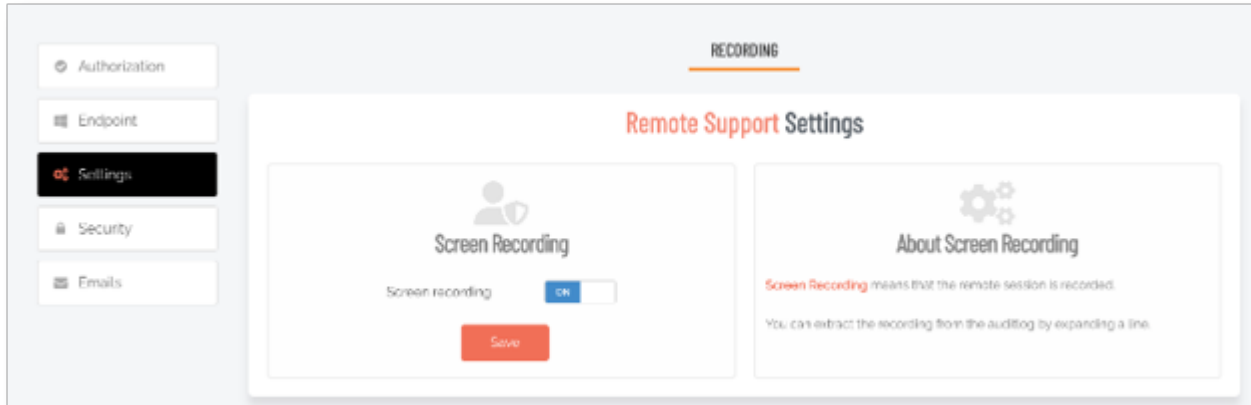 RECORDING
Authorization
Endpoint
Settings
Security
Emails
Remote Support Settings
Screen Recording
Screen recording ON
Save
About Screen Recording
Screen Recording means that the remote session is recorded.
You can extract the recording from the auditlog by expanding a line.